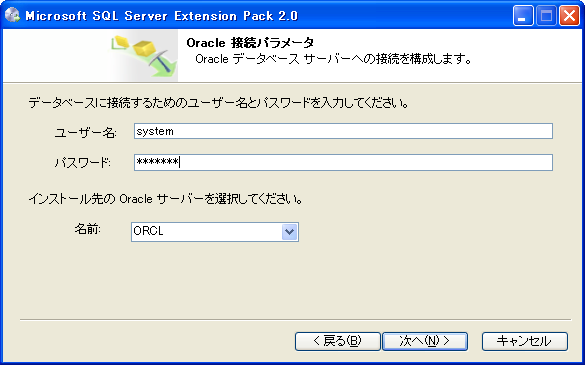 Microsoft SQL Server Extension Pack 2.0
Oracle 接続パラメータ
Oracle データベース サーバーへの接続を構成します。
データベースに接続するためのユーザー名とパスワードを入力してください。
ユーザー名: system
パスワード: *******
インストール先の Oracle サーバーを選択してください。
名前: ORCL
< 戻る(B) 次へ(N) > キャンセル